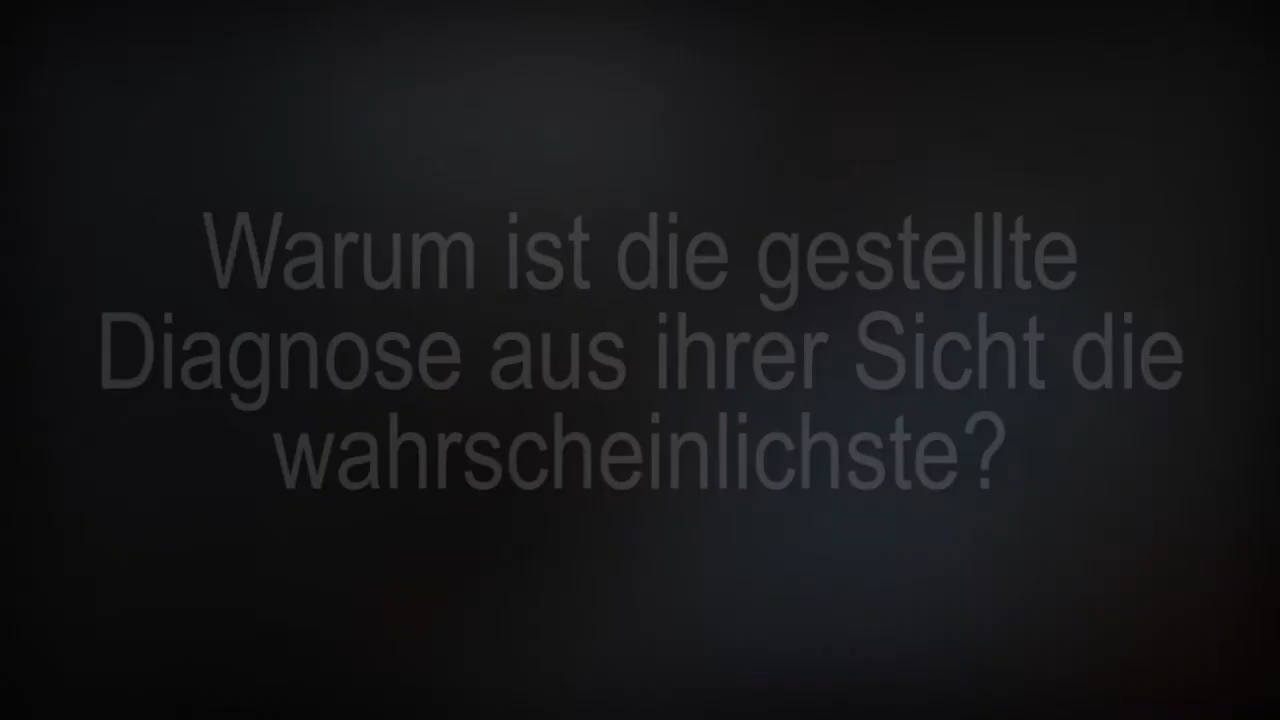 Warum ist die gestellte
Diagnose aus ihrer Sicht die
wahrscheinlichste?